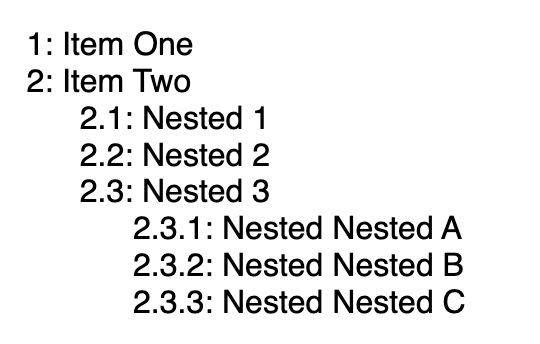 1: Item One
2: Item Two
2.1: Nested 1
2.2: Nested 2
2.3: Nested 3
2.3.1: Nested Nested A
2.3.2: Nested Nested B
2.3.3: Nested Nested C